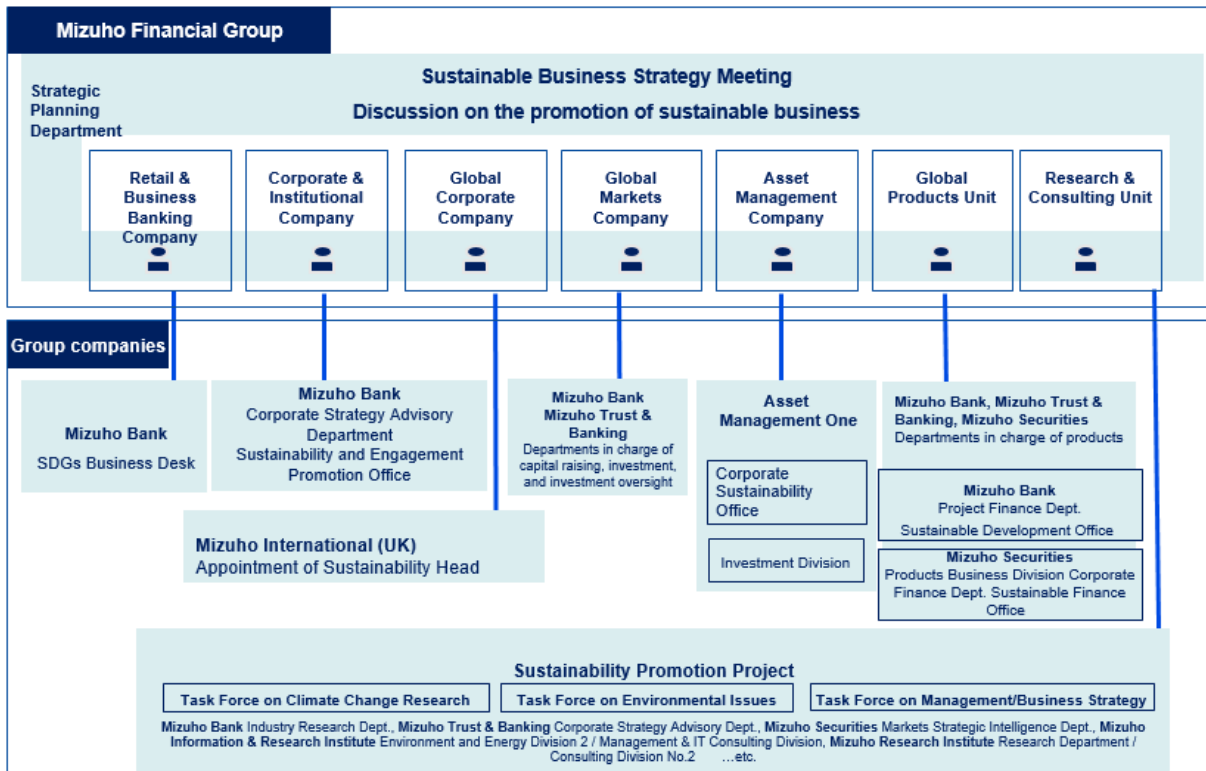 Mizuho Financial Group
Sustainable Business Strategy Meeting
Discussion on the promotion of sustainable business
Strategic
Planning
Department
Retail &
Business
Banking
Company
Corporate &
Institutional
Company
Global
Corporate
Company
Global
Markets
Company
Asset
Management
Company
Global
Products Unit
Research &
Consulting Unit
Group companies
Mizuho Bank
SDGs Business Desk
Mizuho Bank
Corporate Strategy Advisory
Department
Sustainability and Engagement
Promotion Office
Mizuho International (UK)
Appointment of Sustainability Head
Mizuho Bank
Mizuho Trust &
Banking
Departments in charge of
capital raising, investment,
and investment oversight
Asset
Management One
Corporate
Sustainability
Office
Investment Division
Mizuho Bank, Mizuho Trust &
Banking, Mizuho Securities
Departments in charge of products
Mizuho Bank
Project Finance Dept.
Sustainable Development Office
Mizuho Securities
Products Business Division Corporate
Finance Dept. Sustainable Finance
Office
Sustainability Promotion Project
Task Force on Climate Change Research
Task Force on Environmental Issues
Task Force on Management/Business Strategy
Mizuho Bank Industry Research Dept., Mizuho Trust & Banking Corporate Strategy Advisory Dept., Mizuho Securities Markets Strategic Intelligence Dept., Mizuho
Information & Research Institute Environment and Energy Division 2 / Management & IT Consulting Division, Mizuho Research Institute Research Department /
Consulting Division No.2 ...etc.